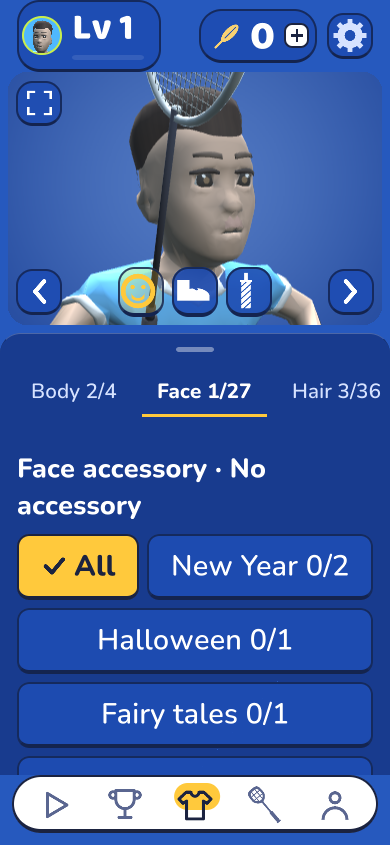 Lv 1
0
Body 2/4
Face 1/27
Hair 3/36
Face accessory · No
accessory
All
New Year 0/2
Halloween 0/1
Fairy tales 0/1